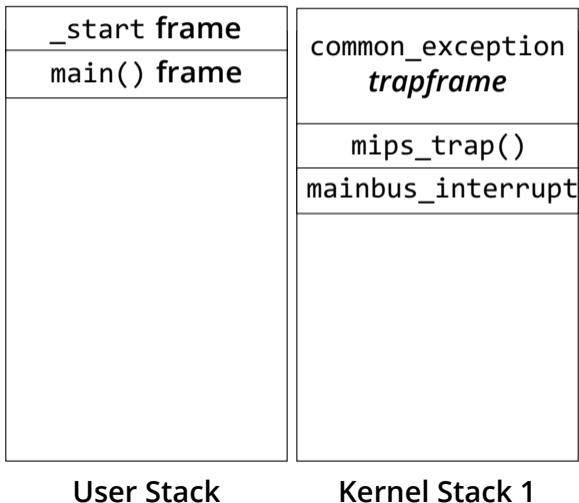 _start frame
main() frame
User Stack
common_exception
trapframe
mips_trap()
mainbus_interrupt
Kernel Stack 1